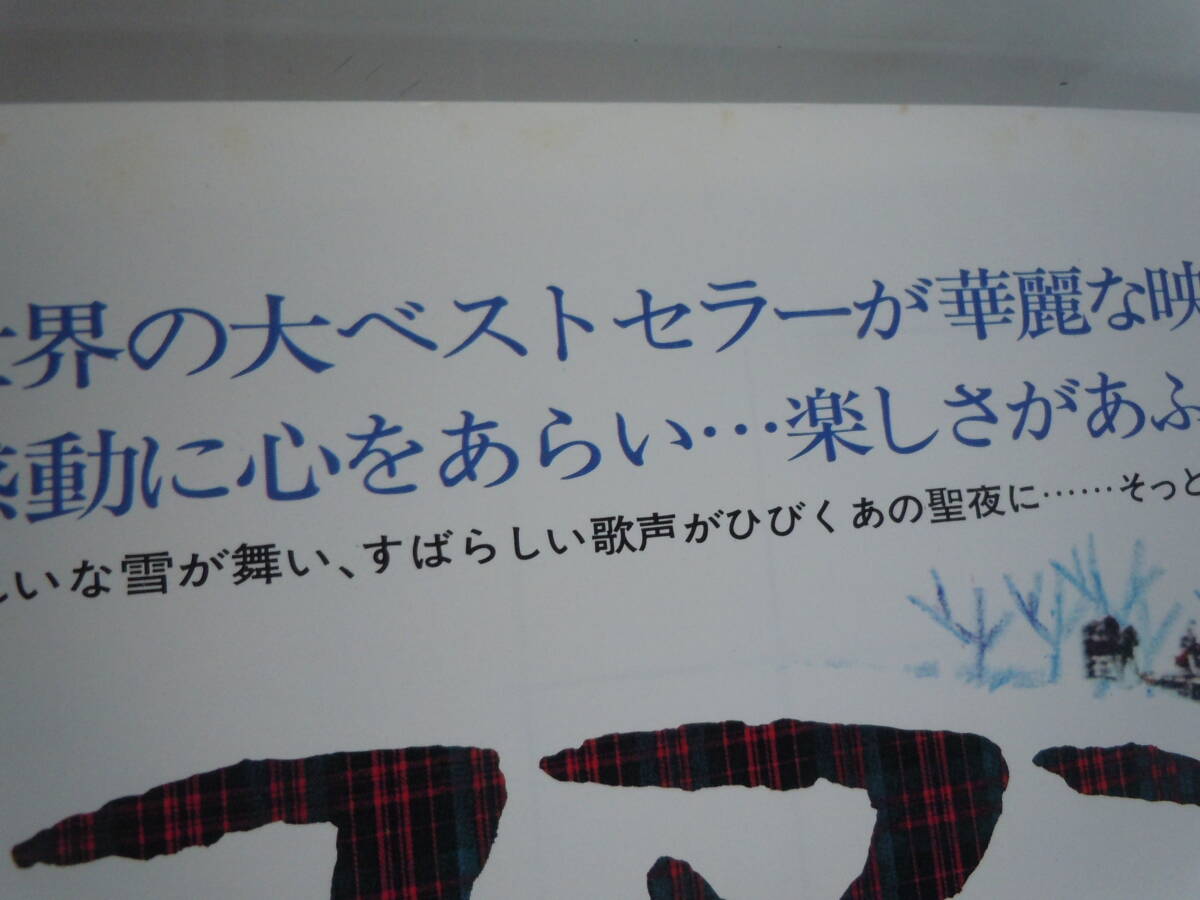 世界の大ベストセラーが華麗な映
感動に心をあらい…楽しさがあふ
いな雪が舞い、すばらしい歌声がひびくあの聖夜に……そっと